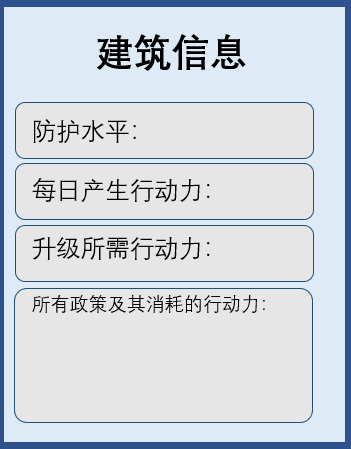 建筑信息
防护水平：
每日产生行动力：
升级所需行动力：
所有政策及其消耗的行动力：